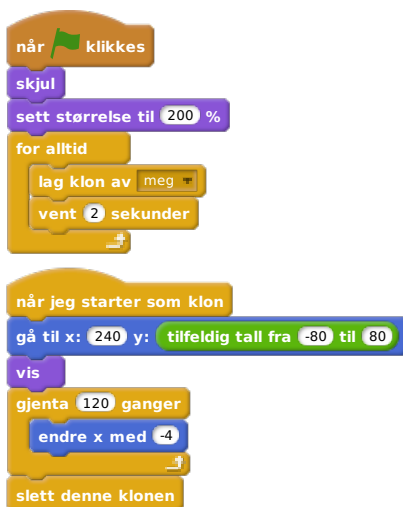 når klikkes
skjul
sett størrelse til 200 %
for alltid
lag klon av meg
vent 2 sekunder
når jeg starter som klon
gå til x: 240 y: tilfeldig tall fra -80 til 80
vis
gjenta 120 ganger
endre x med -4
slett denne klonen